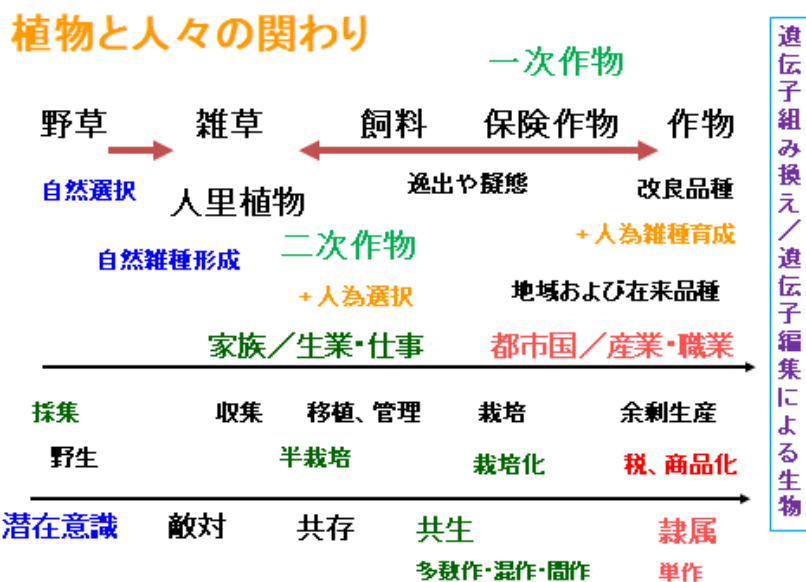 植物と人々の関わり
一次作物
野草 雑草 飼料 保険作物 作物
自然選択 人里植物 逸出や擬態 改良品種
自然雑種形成 二次作物 +人為雑種育成
+人為選択 地域および在来品種
家族/生業・仕事 都市国/産業・職業
採集 収集 移植、管理 栽培 余剰生産
野生 半栽培 栽培化 税、商品化
潜在意識 敵対 共存 共生 隷属
多数作・混作・間作 単作
遺伝子組み換え/遺伝子編集による生物